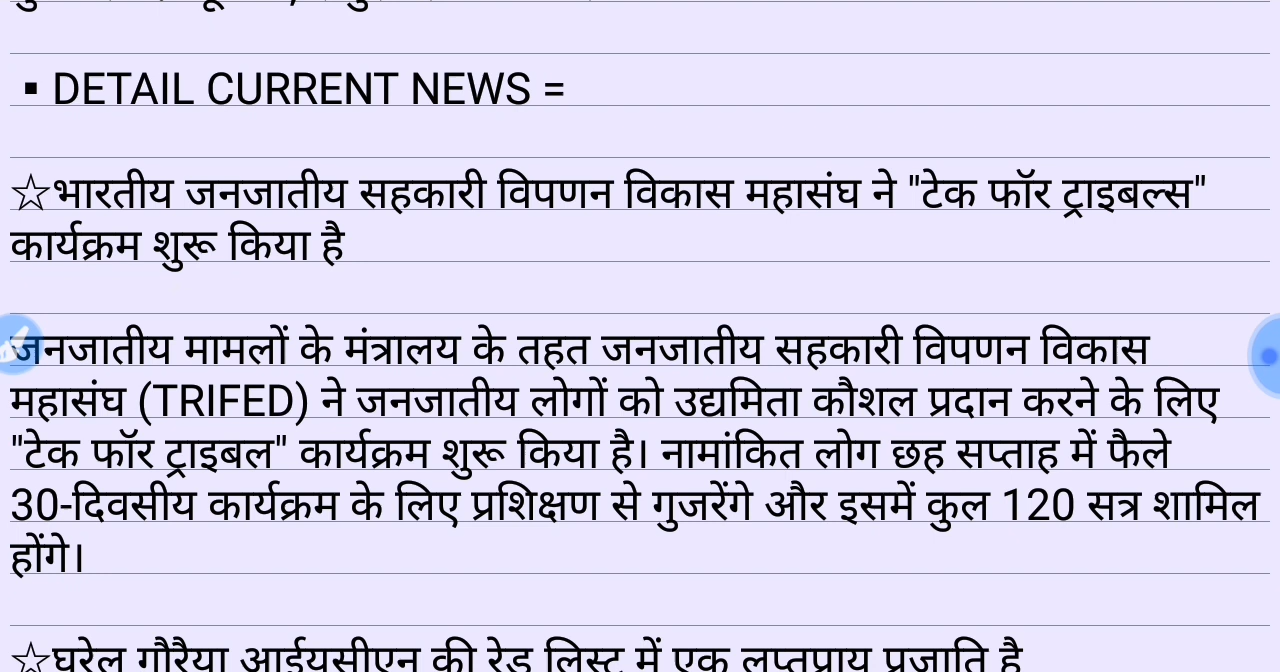 ▪ DETAIL CURRENT NEWS =
☆भारतीय जनजातीय सहकारी विपणन विकास महासंघ ने "टेक फॉर ट्राइबल्स"
कार्यक्रम शुरू किया है
जनजातीय मामलों के मंत्रालय के तहत जनजातीय सहकारी विपणन विकास
महासंघ (TRIFED) ने जनजातीय लोगों को उद्यमिता कौशल प्रदान करने के लिए
"टेक फॉर ट्राइबल" कार्यक्रम शुरू किया है। नामांकित लोग छह सप्ताह में फैले
30-दिवसीय कार्यक्रम के लिए प्रशिक्षण से गुजरेंगे और इसमें कुल 120 सत्र शामिल
होंगे।
☆घरेलू गौरैया आईयूसीएन की रेड लिस्ट में एक लुप्तप्राय प्रजाति है